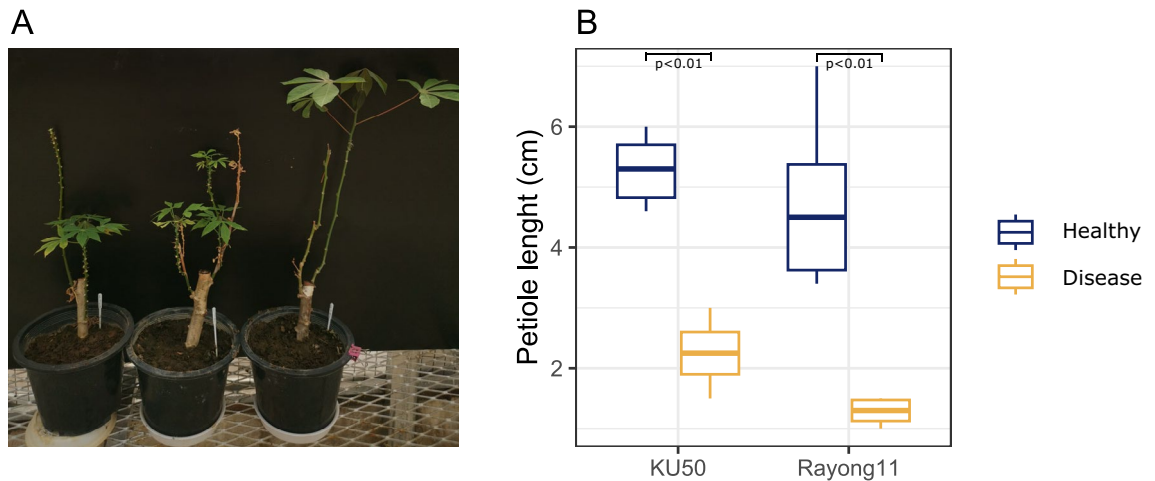 A
B
p<0.01
p<0.01
Petiole lenght (cm)
6
4
2
KU50
Rayong11
Healthy
Disease